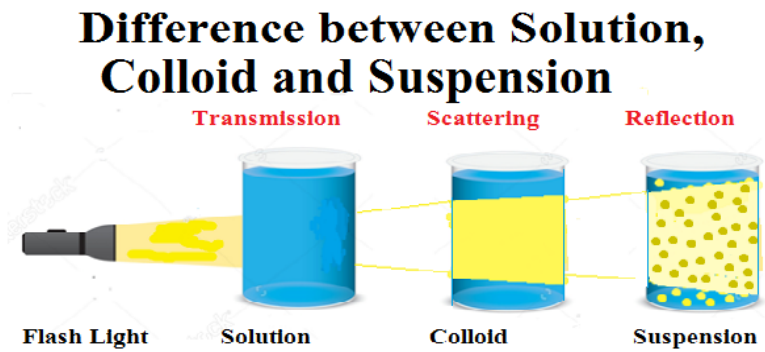 Difference between Solution,
Colloid and Suspension
Transmission Scattering Reflection
Flash Light Solution Colloid Suspension